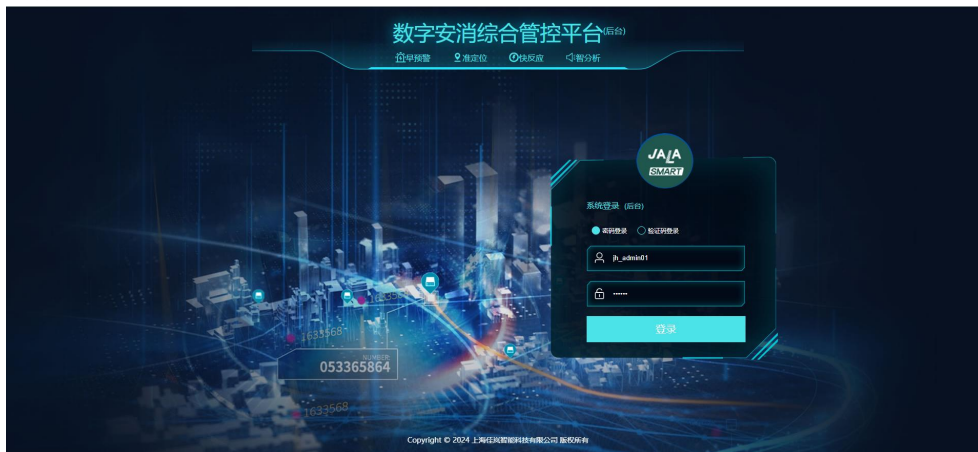 数字安消综合管控平台(后台)
早预警 准定位 快反应 智分析
JALA
SMART
系统登录 (后台)
密码登录 验证码登录
jh_admin01
••••••
登录
1633568
NUMBER:
053365864
1633568
Copyright © 2024 上海佳岚智能科技有限公司 版权所有